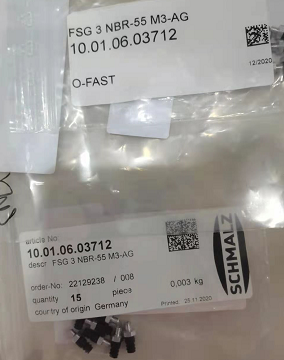 FSG 3 NBR-55 M3-AG
10.01.06.03712
12/2020
O-FAST
article No.
10.01.06.03712
descr. FSG 3 NBR-55 M3-AG
order-No: 22129238 / 008
quantity 15 pieces
0,003 kg
country of origin Germany
Printed: 25.11.2020
SCHMALZ